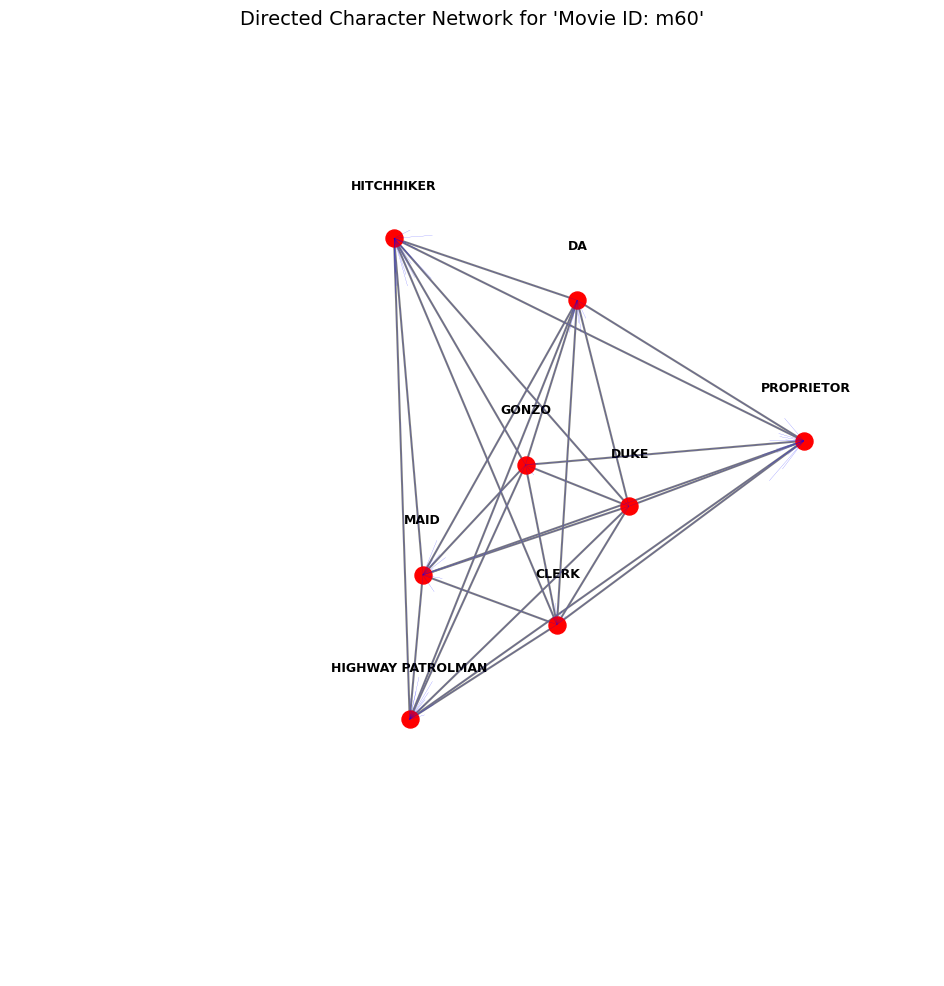 Directed Character Network for 'Movie ID: m60'
HITCHHIKER
DA
PROPRIETOR
GONZO
DUKE
MAID
CLERK
HIGHWAY PATROLMAN